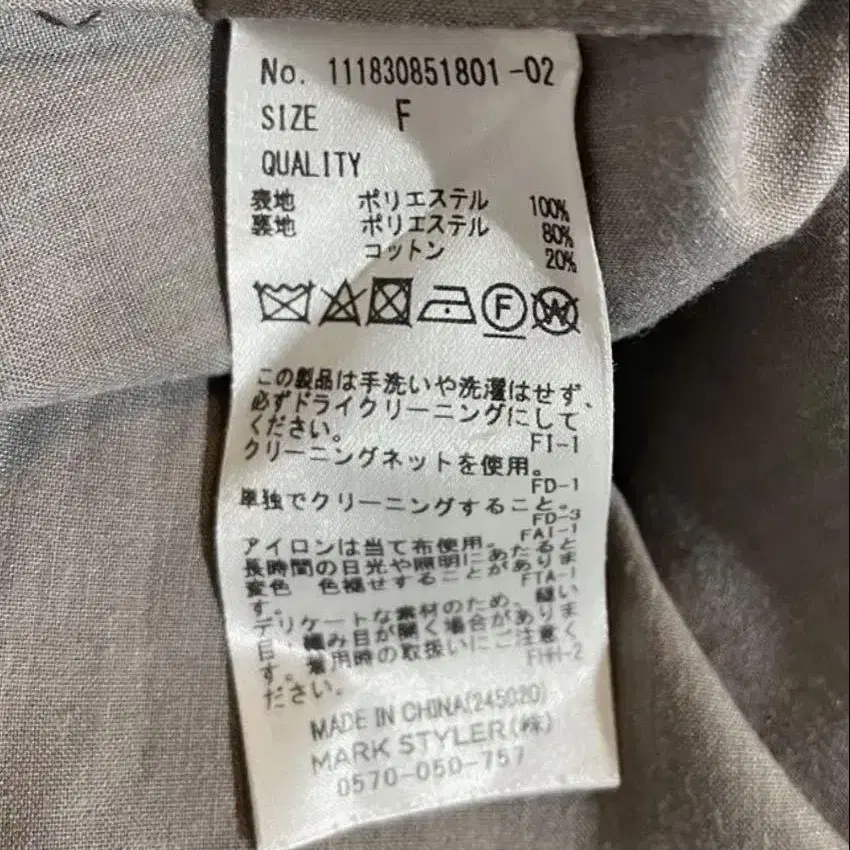 No. 111830851801-02
SIZE F
QUALITY
表地 ポリエステル 100%
裏地 ポリエステル 80%
コットン 20%
F
W
この製品は手洗いや洗濯はせず、
必ずドライクリーニングにして
ください。 FI-1
クリーニングネットを使用。
FD-1
単独でクリーニングすること。
FD-3
FAI-1
アイロンは当て布使用。
長時間の日光や照明にあたると
変色 色褪せすることがありま
す。 FTA-1
デリケートな素材のため、縫い
目、編み目が開く場合がありま
す。着用時の取扱いにご注意く
ださい。 FHH-2
MADE IN CHINA(245020)
MARK STYLER(株)
0570-050-757